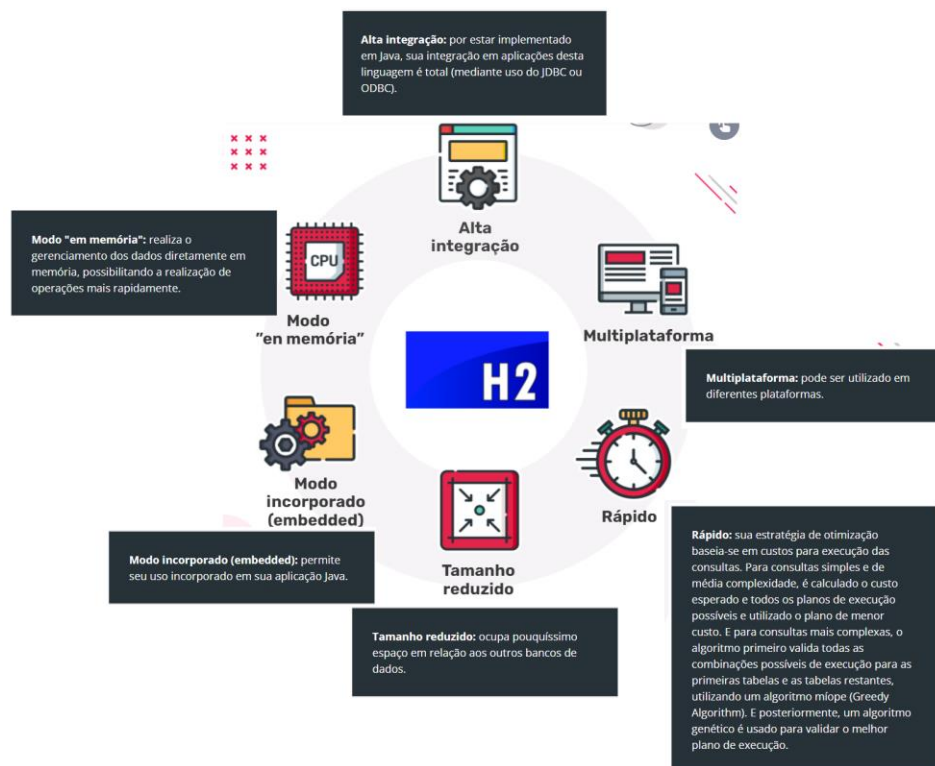 Alta integração: por estar implementado
em Java, sua integração em aplicações desta
linguagem é total (mediante uso do JDBC ou
ODBC).
Alta
integração
Modo "em memória": realiza o
gerenciamento dos dados diretamente em
memória, possibilitando a realização de
operações mais rapidamente.
CPU
Modo
"en memória"
Multiplataforma
Multiplataforma: pode ser utilizado em
diferentes plataformas.
H2
Modo
incorporado
(embedded)
Rápido
Modo incorporado (embedded): permite
seu uso incorporado em sua aplicação Java.
Tamanho
reduzido
Tamanho reduzido: ocupa pouquíssimo
espaço em relação aos outros bancos de
dados.
Rápido: sua estratégia de otimização
baseia-se em custos para execução das
consultas. Para consultas simples e de
média complexidade, é calculado o custo
esperado e todos os planos de execução
possíveis e utilizado o plano de menor
custo. E para consultas mais complexas, o
algoritmo primeiro valida todas as
combinações possíveis de execução para as
primeiras tabelas e as tabelas restantes,
utilizando um algoritmo míope (Greedy
Algorithm). E posteriormente, um algoritmo
genético é usado para validar o melhor
plano de execução.